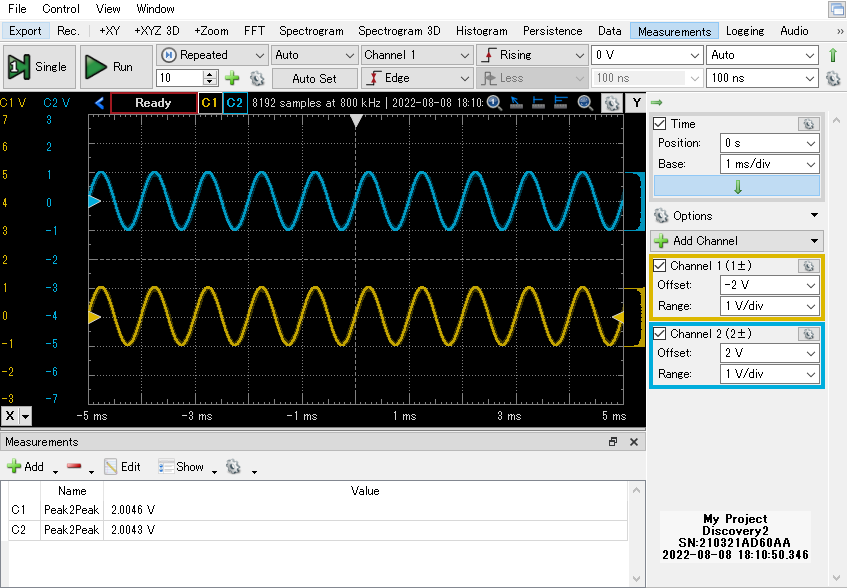 File Control View Window
Export Rec. +XY +XYZ 3D +Zoom FFT Spectrogram Spectrogram 3D Histogram Persistence Data Measurements Logging Audio »
Single Run Repeated Auto Channel 1 Rising 0 V Auto
10 Auto Set Edge Less 100 ns 100 ns
C1 V C2 V Ready C1 C2 8192 samples at 800 kHz | 2022-08-08 18:10: Y
7 3
6 2
5 1
4 0
3 -1
2 -2
1 -3
0 -4
-1 -5
-2 -6
-3 -7
X -5 ms -3 ms -1 ms 1 ms 3 ms 5 ms
Time
Position: 0 s
Base: 1 ms/div
Options
Add Channel
Channel 1 (1±)
Offset: -2 V
Range: 1 V/div
Channel 2 (2±)
Offset: 2 V
Range: 1 V/div
Measurements
Add Edit Show
Name Value
C1 Peak2Peak 2.0046 V
C2 Peak2Peak 2.0043 V
My Project
Discovery2
SN:210321AD60AA
2022-08-08 18:10:50.346